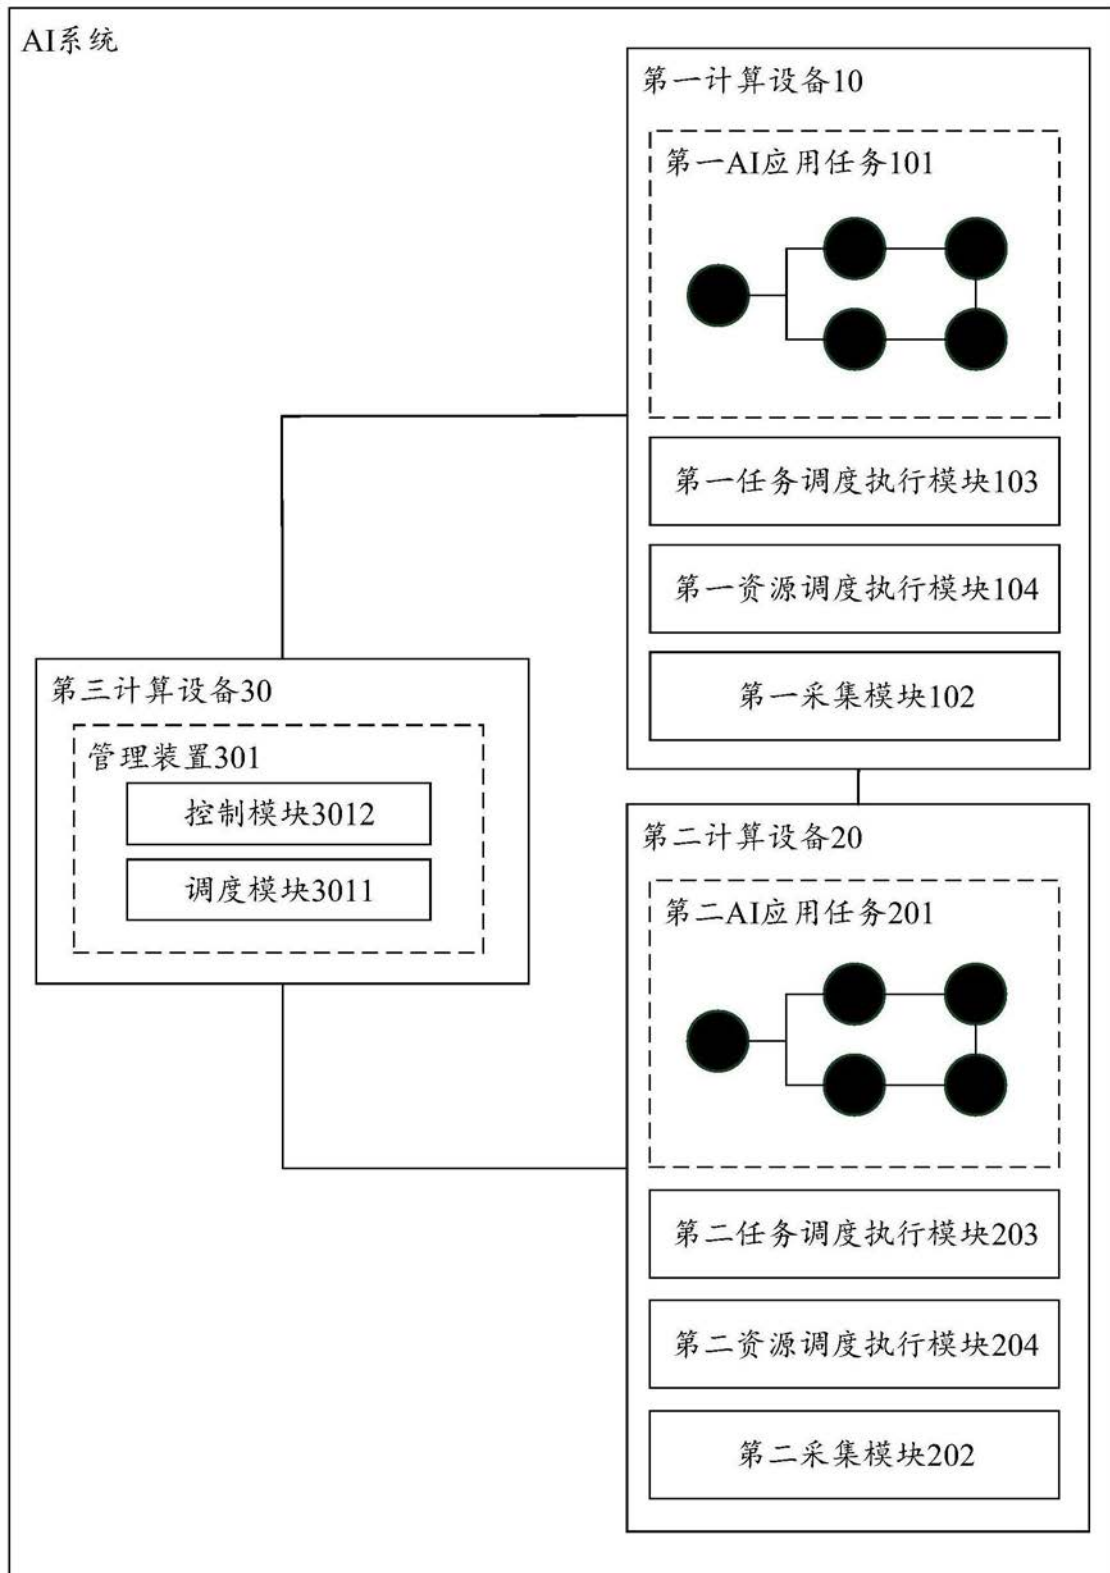 AI系统
第一计算设备10
第一AI应用任务101
第一任务调度执行模块103
第一资源调度执行模块104
第一采集模块102
第三计算设备30
管理装置301
控制模块3012
调度模块3011
第二计算设备20
第二AI应用任务201
第二任务调度执行模块203
第二资源调度执行模块204
第二采集模块202